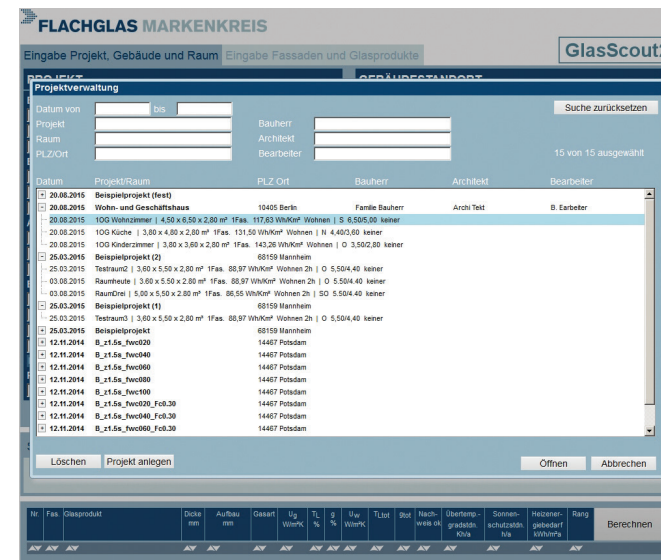 FLACHGLAS MARKENKREIS
Eingabe Projekt, Gebäude und Raum Eingabe Fassaden und Glasprodukte
GlasScout
PROJEKT GEBÄUDESTANDORT
Projektverwaltung
Datum von bis Suche zurücksetzen
Projekt Bauherr
Raum Architekt
PLZ/Ort Bearbeiter 15 von 15 ausgewählt
Datum Projekt/Raum PLZ Ort Bauherr Architekt Bearbeiter
20.08.2015 Beispielprojekt (fest)
20.08.2015 Wohn- und Geschäftshaus 10405 Berlin Familie Bauherr Archi Tekt B. Earbeiter
20.08.2015 1OG Wohnzimmer | 4,50 x 6,50 x 2,80 m³ 1Fas. 117,63 Wh/Km² Wohnen | S 6,50/5,00 keiner
20.08.2015 1OG Küche | 3,80 x 4,80 x 2,80 m³ 1Fas. 131,50 Wh/Km² Wohnen | N 4,40/3,60 keiner
20.08.2015 1OG Kinderzimmer | 3,80 x 3,60 x 2,80 m³ 1Fas. 143,26 Wh/Km² Wohnen | O 3,50/2,80 keiner
25.03.2015 Beispielprojekt (2) 68159 Mannheim
25.03.2015 Testraum2 | 3,60 x 5,50 x 2,80 m³ 1Fas. 88,97 Wh/Km² Wohnen 2h | O 5,50/4,40 keiner
03.08.2015 Raumheute | 3.60 x 5.50 x 2.80 m³ 1Fas. 88,97 Wh/Km² Wohnen 2h | O 5.50/4.40 keiner
03.08.2015 RaumDrei | 5,00 x 5,50 x 2.80 m³ 1Fas. 86,55 Wh/Km² Wohnen 2h | SO 5.50/4.40 keiner
25.03.2015 Beispielprojekt (1) 68159 Mannheim
25.03.2015 Testraum3 | 3,60 x 5,50 x 2,80 m³ 1Fas. 88,97 Wh/Km² Wohnen 2h | O 5,50/4,40 keiner
25.03.2015 Beispielprojekt 68159 Mannheim
12.11.2014 B_z1.5s_fwc020 14467 Potsdam
12.11.2014 B_z1.5s_fwc040 14467 Potsdam
12.11.2014 B_z1.5s_fwc060 14467 Potsdam
12.11.2014 B_z1.5s_fwc080 14467 Potsdam
12.11.2014 B_z1.5s_fwc100 14467 Potsdam
12.11.2014 B_z1.5s_fwc020_Fc0.30 14467 Potsdam
12.11.2014 B_z1.5s_fwc040_Fc0.30 14467 Potsdam
12.11.2014 B_z1.5s_fwc060_Fc0.30 14467 Potsdam
Löschen Projekt anlegen Öffnen Abbrechen
Nr. Fas. Glasprodukt Dicke Aufbau Gasart Ug TL g Uw TLtot gtot Nach- Übertemp.- Sonnen- Heizener- Rang
mm mm W/m²K % % W/m²K weis ok gradstdn. schutzstdn. giebedarf Berechnen
Kh/a h/a kWh/m²a